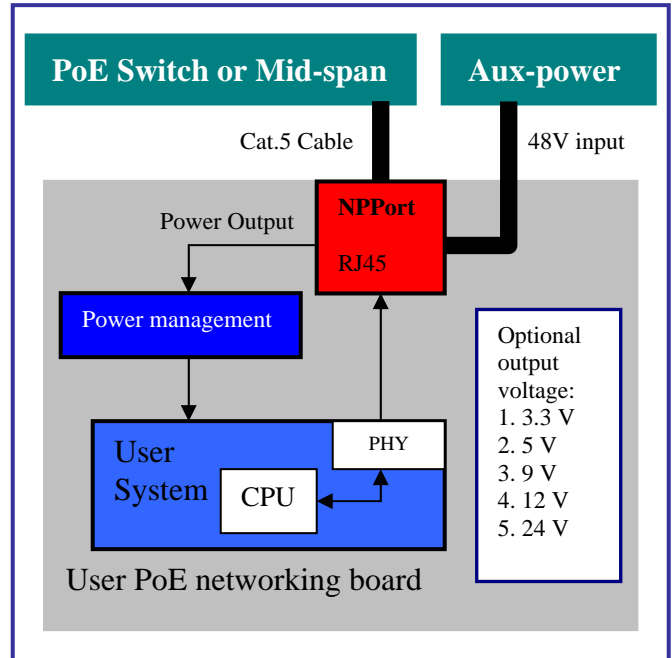 PoE Switch or Mid-span
Aux-power
Cat.5 Cable
48V input
NPPort
RJ45
Power Output
Power management
Optional
output
voltage:
1. 3.3 V
2. 5 V
3. 9 V
4. 12 V
5. 24 V
User
System
PHY
CPU
User PoE networking board